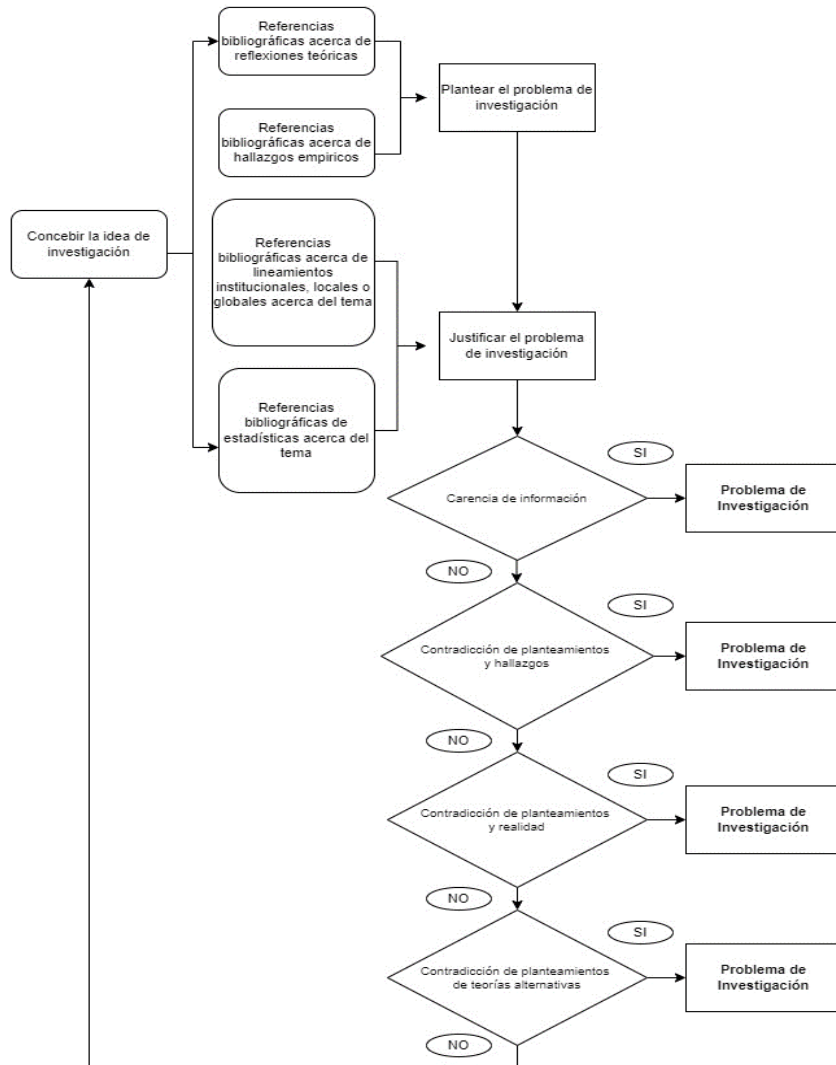 Referencias
bibliográficas acerca de
reflexiones teóricas
Plantear el problema de
investigación
Referencias
bibliográficas acerca de
hallazgos empiricos
Concebir la idea de
investigación
Referencias
bibliográficas acerca de
lineamientos
institucionales, locales o
globales acerca del tema
Justificar el problema
de investigación
Referencias
bibliográficas de
estadísticas acerca del
tema
SI
Carencia de información
Problema de
Investigación
NO
SI
Contradicción de planteamientos
y hallazgos
Problema de
Investigación
NO
SI
Contradicción de planteamientos
y realidad
Problema de
Investigación
NO
SI
Contradicción de planteamientos
de teorías alternativas
Problema de
Investigación
NO